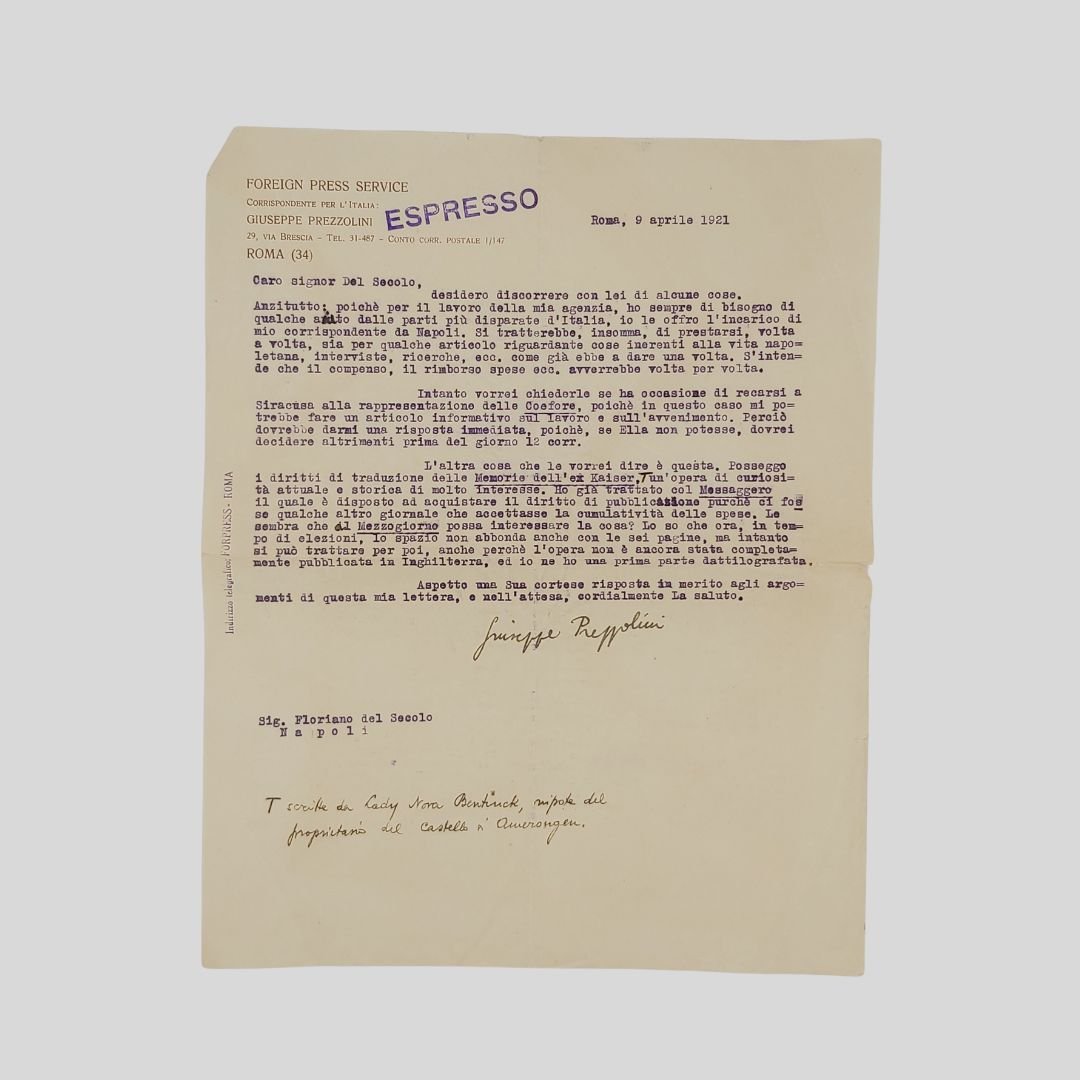 FOREIGN PRESS SERVICE
CORRISPONDENTE PER L'ITALIA:
GIUSEPPE PREZZOLINI
29, VIA BRESCIA - TEL. 31-487 - CONTO CORR. POSTALE 1/147
ROMA (34)
ESPRESSO
Roma, 9 aprile 1921
Caro signor Del Secolo,
desidero discorrere con lei di alcune cose.
Anzitutto: poichè per il lavoro della mia agenzia, ho sempre di bisogno di
qualche aiuto dalle parti più disparate d'Italia, io le offro l'incarico di
mio corrispondente da Napoli. Si tratterebbe, insomma, di prestarsi, volta
a volta, sia per qualche articolo riguardante cose inerenti alla vita napo=
letana, interviste, ricerche, ecc. come già ebbe a dare una volta. S'inten=
de che il compenso, il rimborso spese ecc. avverrebbe volta per volta.
Intanto vorrei chiederle se ha occasione di recarsi a
Siracusa alla rappresentazione delle Coefore, poichè in questo caso mi po=
trebbe fare un articolo informativo sul lavoro e sull'avvenimento. Perciò
dovrebbe darmi una risposta immediata, poichè, se Ella non potesse, dovrei
decidere altrimenti prima del giorno 12 corr.
L'altra cosa che le vorrei dire è questa. Posseggo
i diritti di traduzione delle Memorie dell'ex Kaiser,T un'opera di curiosi=
tà attuale e storica di molto interesse. Ho già trattato col Messaggero
il quale è disposto ad acquistare il diritto di pubblicazione purchè ci fos
se qualche altro giornale che accettasse la cumulatività delle spese. Le
sembra che al Mezzogiorno possa interessare la cosa? Lo so che ora, in tem=
po di elezioni, lo spazio non abbonda anche con le sei pagine, ma intanto
si può trattare per poi, anche perchè l'opera non è ancora stata completa=
mente pubblicata in Inghilterra, ed io ne ho una prima parte dattilografata.
Aspetto una Sua cortese risposta in merito agli argo=
menti di questa mia lettera, e nell'attesa, cordialmente La saluto.
Giuseppe Prezzolini
Sig. Floriano del Secolo
Napoli
T scritte da Lady Nora Bentinck, nipote del
proprietario del Castello d'Amerongen.
Indirizzo telegrafico: FORPRESS - ROMA